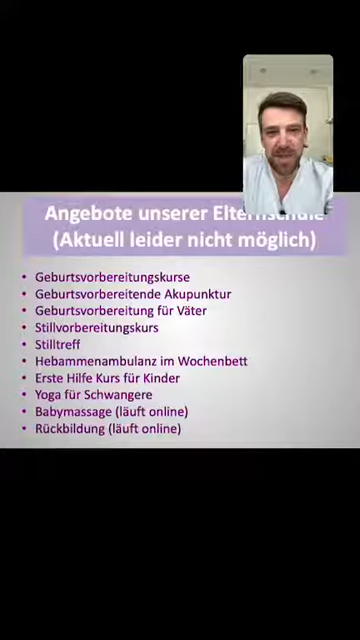 Angebote unserer Elternschule
(Aktuell leider nicht möglich)
• Geburtsvorbereitungskurse
• Geburtsvorbereitende Akupunktur
• Geburtsvorbereitung für Väter
• Stillvorbereitungskurs
• Stilltreff
• Hebammenambulanz im Wochenbett
• Erste Hilfe Kurs für Kinder
• Yoga für Schwangere
• Babymassage (läuft online)
• Rückbildung (läuft online)